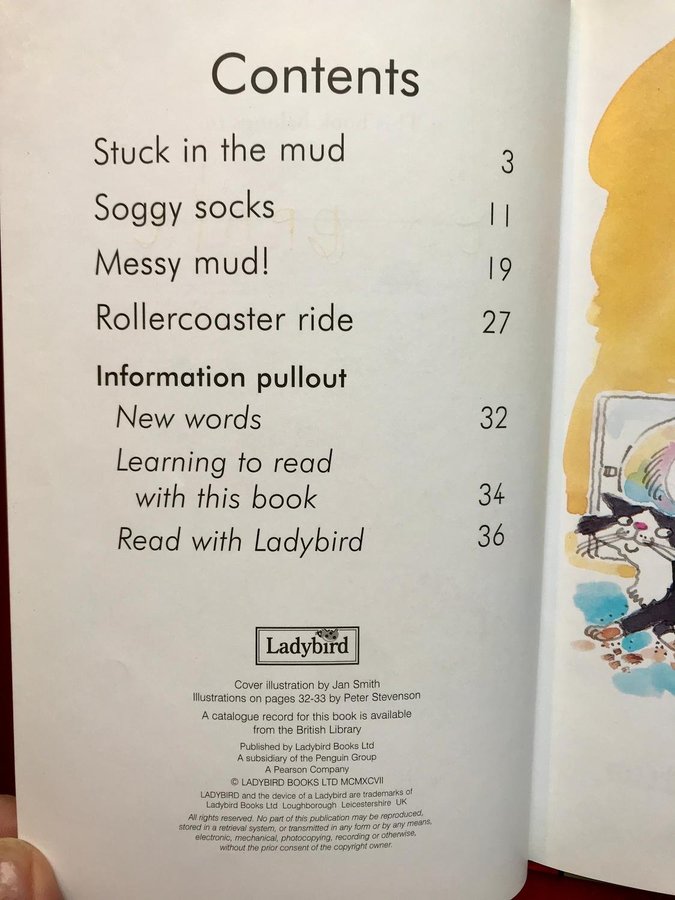 Contents
Stuck in the mud 3
Soggy socks 11
Messy mud! 19
Rollercoaster ride 27
Information pullout
New words 32
Learning to read
with this book 34
Read with Ladybird 36
Ladybird
Cover illustration by Jan Smith
Illustrations on pages 32-33 by Peter Stevenson
A catalogue record for this book is available
from the British Library
Published by Ladybird Books Ltd
A subsidiary of the Penguin Group
A Pearson Company
© LADYBIRD BOOKS LTD MCMXCVII
LADYBIRD and the device of a Ladybird are trademarks of
Ladybird Books Ltd Loughborough Leicestershire UK
All rights reserved. No part of this publication may be reproduced,
stored in a retrieval system, or transmitted in any form or by any means,
electronic, mechanical, photocopying, recording or otherwise,
without the prior consent of the copyright owner.